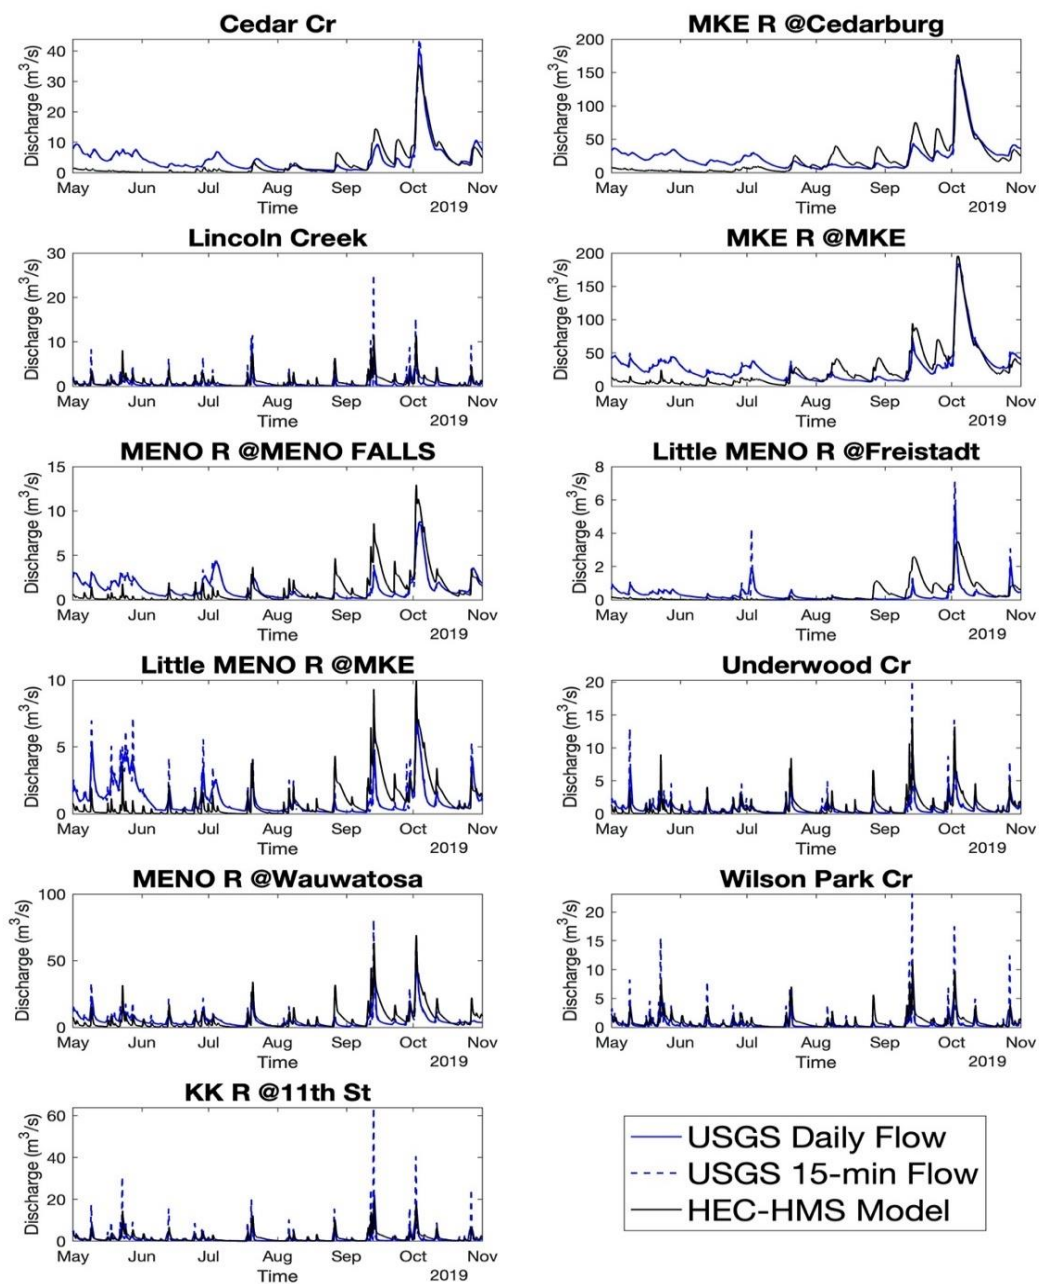 Cedar Cr
Discharge (m³/s)
40
30
20
10
0
May Jun Jul Aug Sep Oct Nov
Time
2019
MKE R @Cedarburg
Discharge (m³/s)
200
150
100
50
0
May Jun Jul Aug Sep Oct Nov
Time
2019
Lincoln Creek
Discharge (m³/s)
30
20
10
0
May Jun Jul Aug Sep Oct Nov
Time
2019
MKE R @MKE
Discharge (m³/s)
200
150
100
50
0
May Jun Jul Aug Sep Oct Nov
Time
2019
MENO R @MENO FALLS
Discharge (m³/s)
15
10
5
0
May Jun Jul Aug Sep Oct Nov
Time
2019
Little MENO R @Freistadt
Discharge (m³/s)
8
6
4
2
0
May Jun Jul Aug Sep Oct Nov
Time
2019
Little MENO R @MKE
Discharge (m³/s)
10
5
0
May Jun Jul Aug Sep Oct Nov
Time
2019
Underwood Cr
Discharge (m³/s)
20
15
10
5
0
May Jun Jul Aug Sep Oct Nov
Time
2019
MENO R @Wauwatosa
Discharge (m³/s)
100
50
0
May Jun Jul Aug Sep Oct Nov
Time
2019
Wilson Park Cr
Discharge (m³/s)
20
15
10
5
0
May Jun Jul Aug Sep Oct Nov
Time
2019
KK R @11th St
Discharge (m³/s)
60
40
20
0
May Jun Jul Aug Sep Oct Nov
Time
2019
USGS Daily Flow
USGS 15-min Flow
HEC-HMS Model